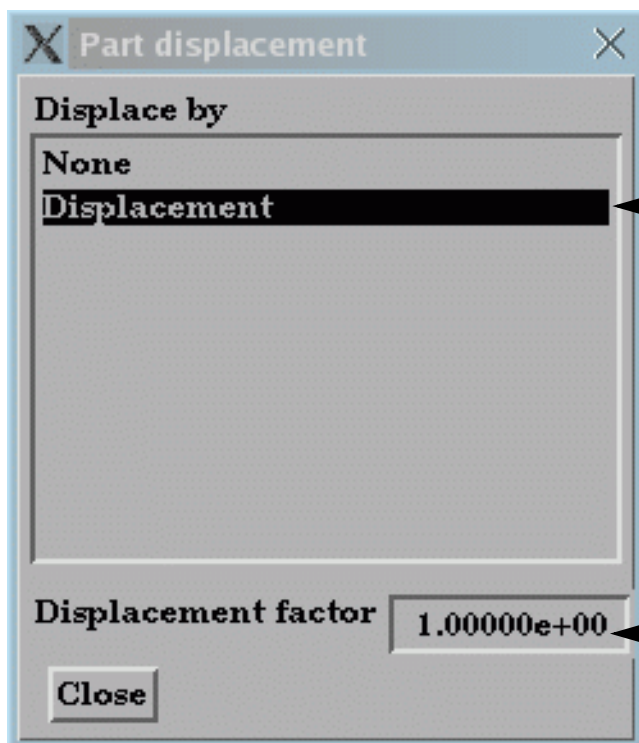 Part displacement
Displace by
None
Displacement
Displacement factor 1.00000e+00
Close